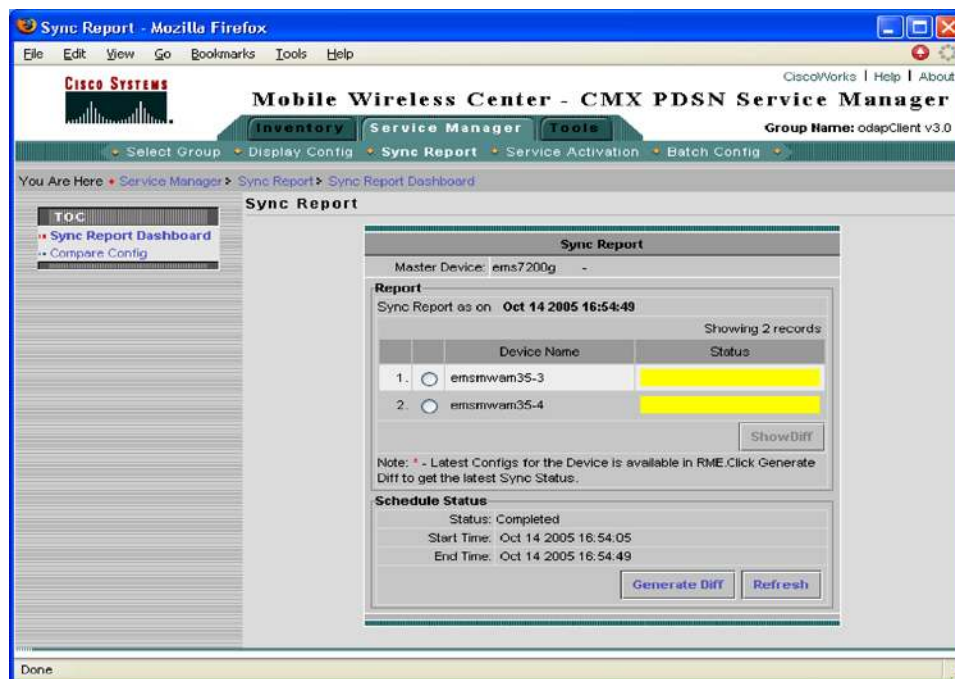 Sync Report - Mozilla Firefox
File Edit View Go Bookmarks Tools Help
CiscoWorks | Help | About
CISCO SYSTEMS
Mobile Wireless Center - CMX PDSN Service Manager
Inventory Service Manager Tools
Group Name: odapClient v3.0
Select Group Display Config Sync Report Service Activation Batch Config
You Are Here Service Manager > Sync Report > Sync Report Dashboard
TOC
Sync Report Dashboard
Compare Config
Sync Report
Sync Report
Master Device: ems7200g -
Report
Sync Report as on Oct 14 2005 16:54:49
Showing 2 records
Device Name Status
1. emsmwam35-3
2. emsmwam35-4
ShowDiff
Note: * - Latest Configs for the Device is available in RME.Click Generate
Diff to get the latest Sync Status.
Schedule Status
Status: Completed
Start Time: Oct 14 2005 16:54:05
End Time: Oct 14 2005 16:54:49
Generate Diff Refresh
Done